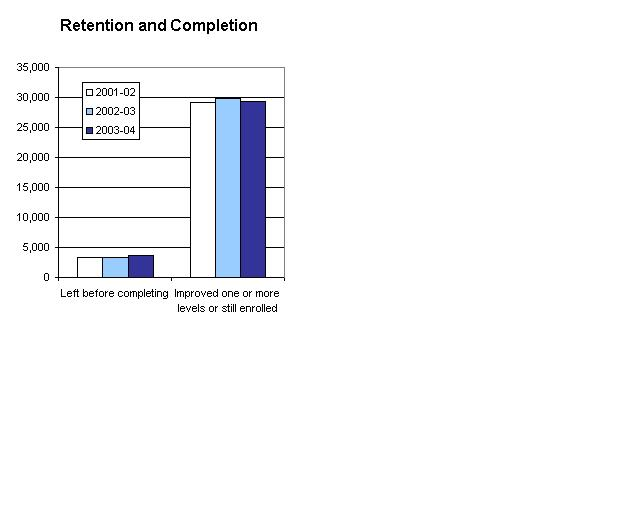 Retention and Completion
35,000
30,000
25,000
20,000
15,000
10,000
5,000
0
2001-02
2002-03
2003-04
Left before completing
Improved one or more
levels or still enrolled